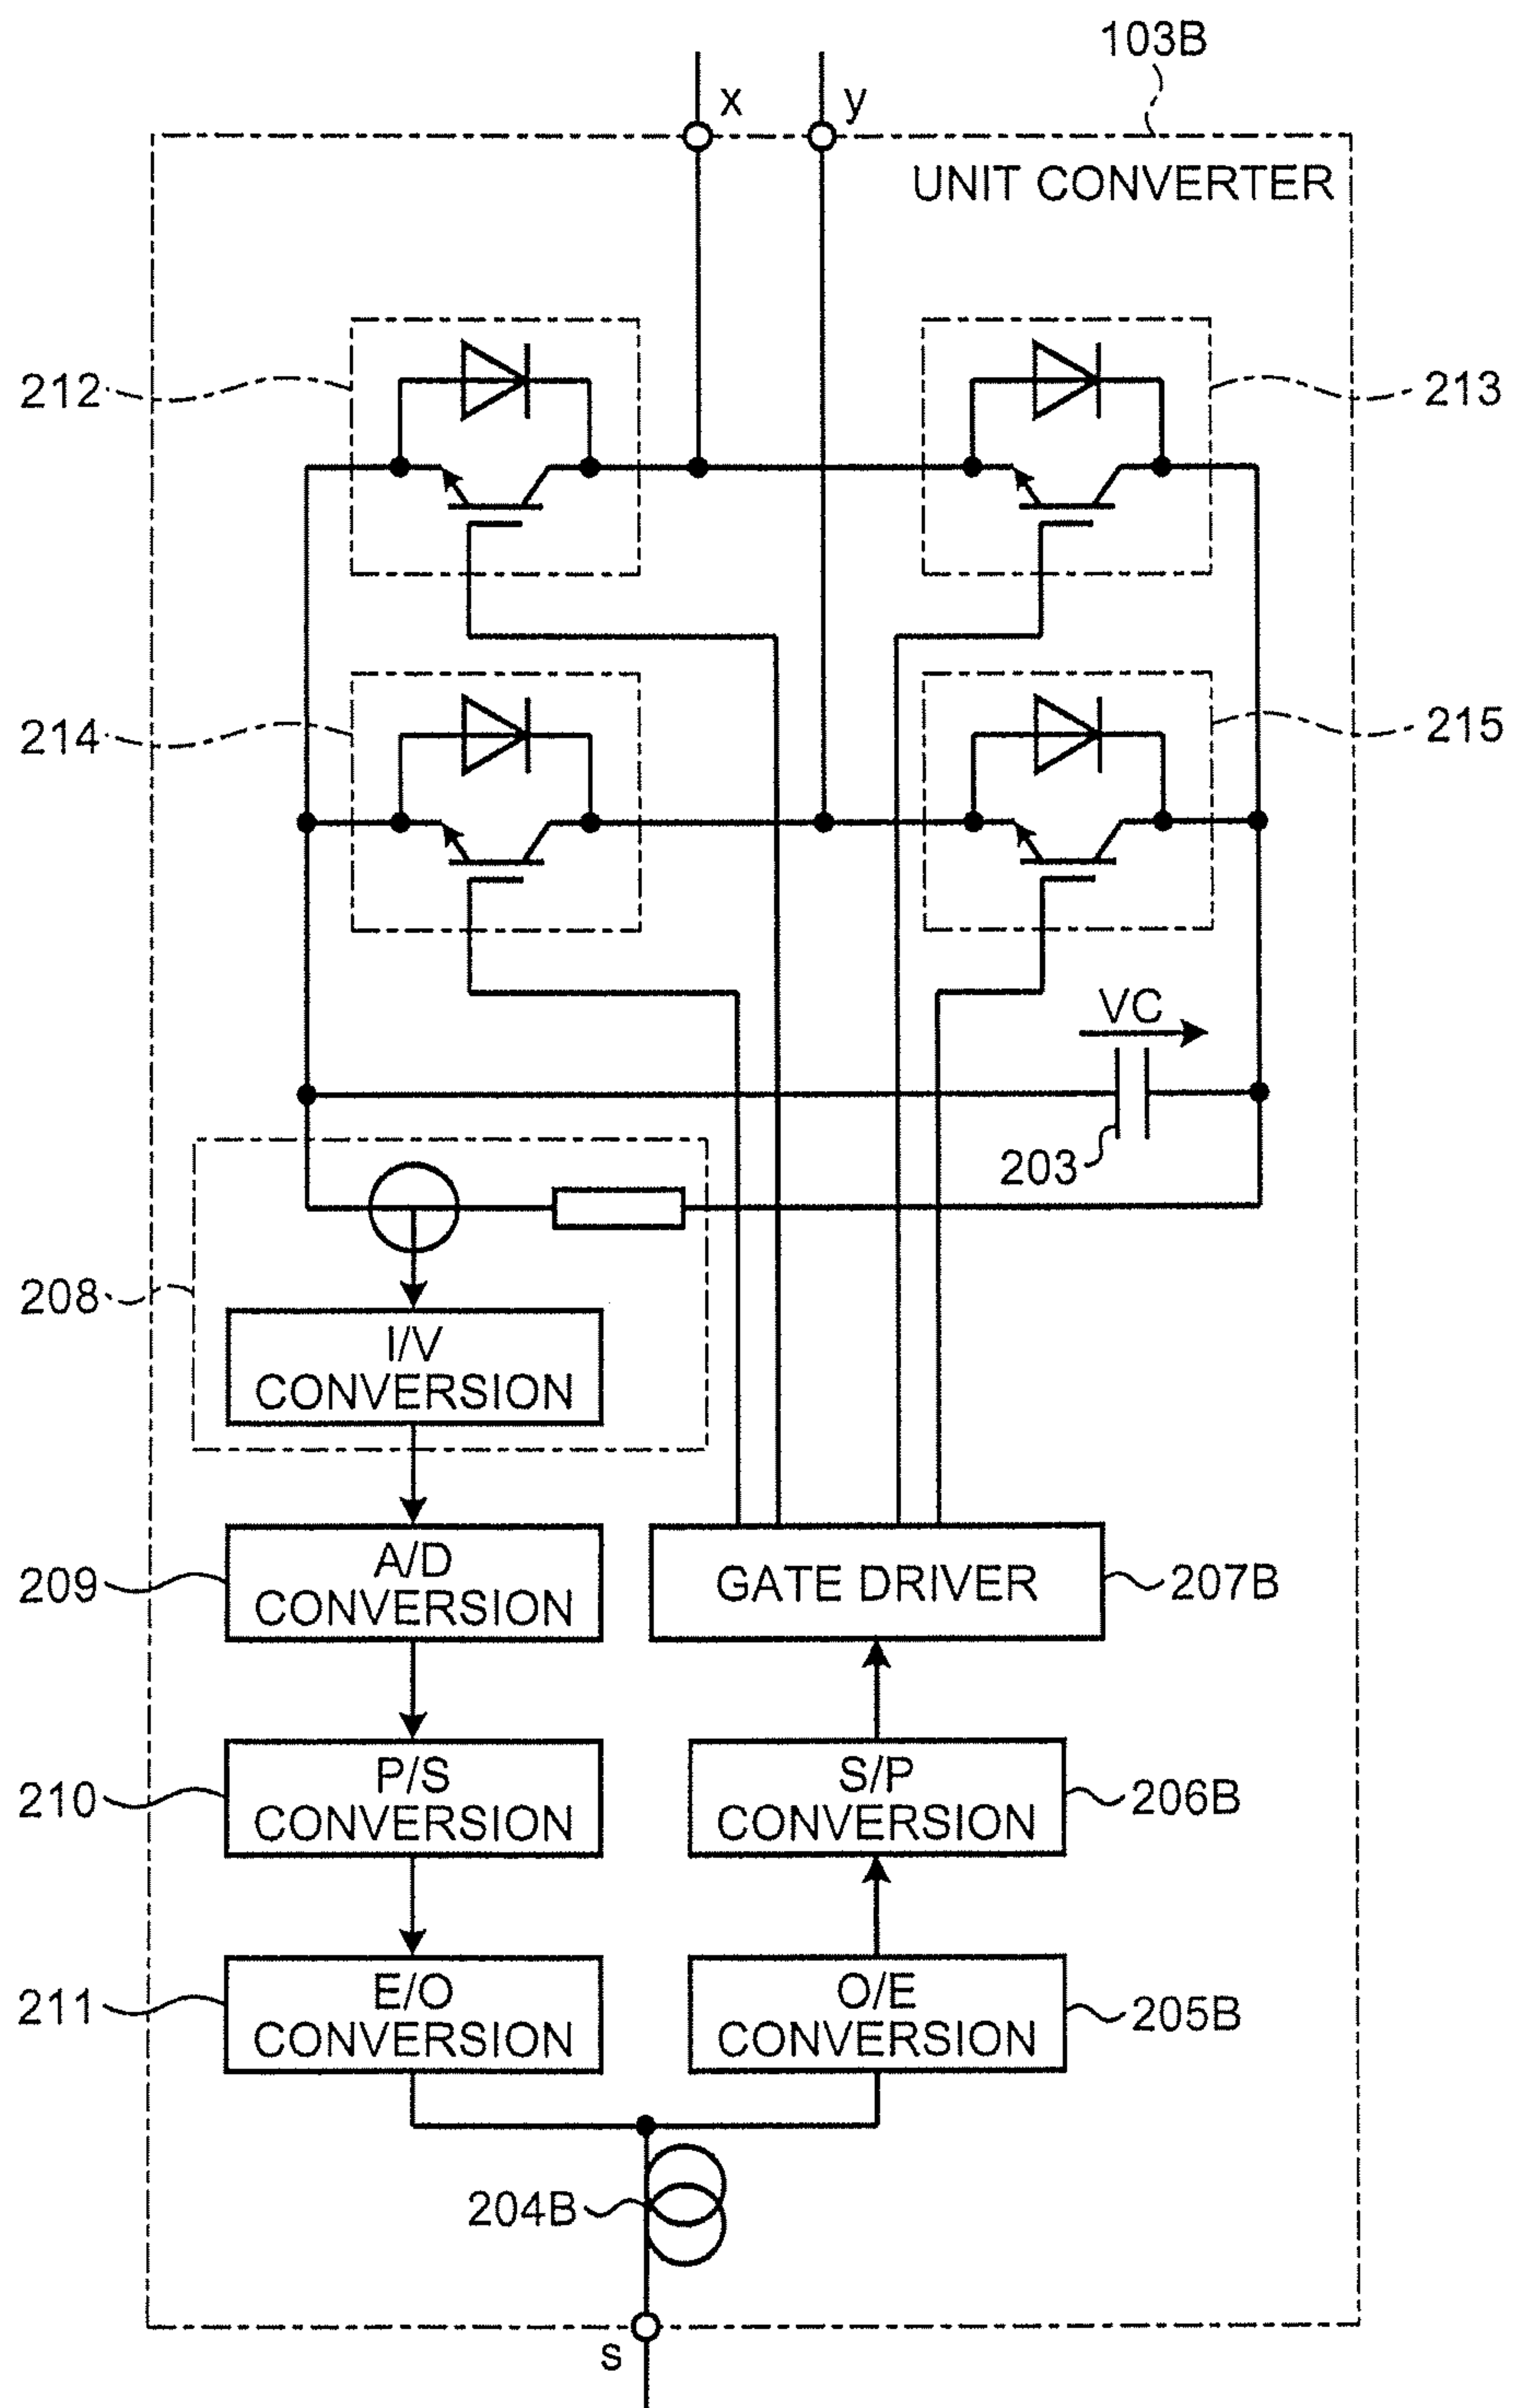 103B
x
y
UNIT CONVERTER
212
213
214
215
VC
203
208
I/V
CONVERSION
209
A/D
CONVERSION
GATE DRIVER
207B
210
P/S
CONVERSION
S/P
CONVERSION
206B
211
E/O
CONVERSION
O/E
CONVERSION
205B
204B
s